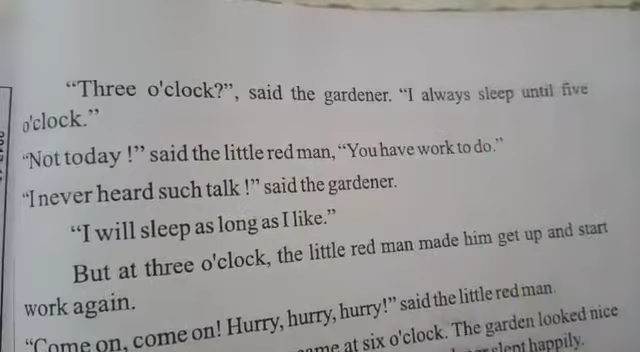 “Three o'clock?”, said the gardener. “I always sleep until five
o'clock.”
“Not today !” said the little red man, “You have work to do.”
“I never heard such talk !” said the gardener.
“I will sleep as long as I like.”
But at three o'clock, the little red man made him get up and start
work again.
“Come on, come on! Hurry, hurry, hurry!” said the little red man.
at six o'clock. The garden looked nice
slept happily.